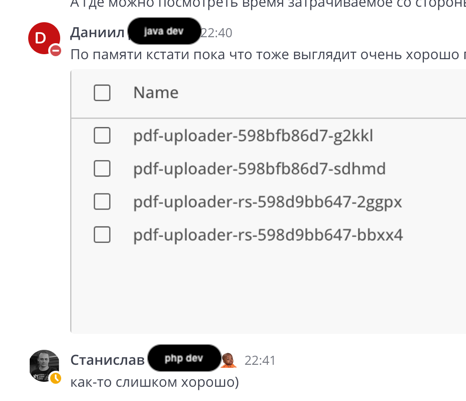 А где можно посмотреть время затрачиваемое со сторон
D
Даниил java dev 22:40
По памяти кстати пока что тоже выглядит очень хорошо
Name
pdf-uploader-598bfb86d7-g2kkl
pdf-uploader-598bfb86d7-sdhmd
pdf-uploader-rs-598d9bb647-2ggpx
pdf-uploader-rs-598d9bb647-bbxx4
Станислав php dev 22:41
как-то слишком хорошо)